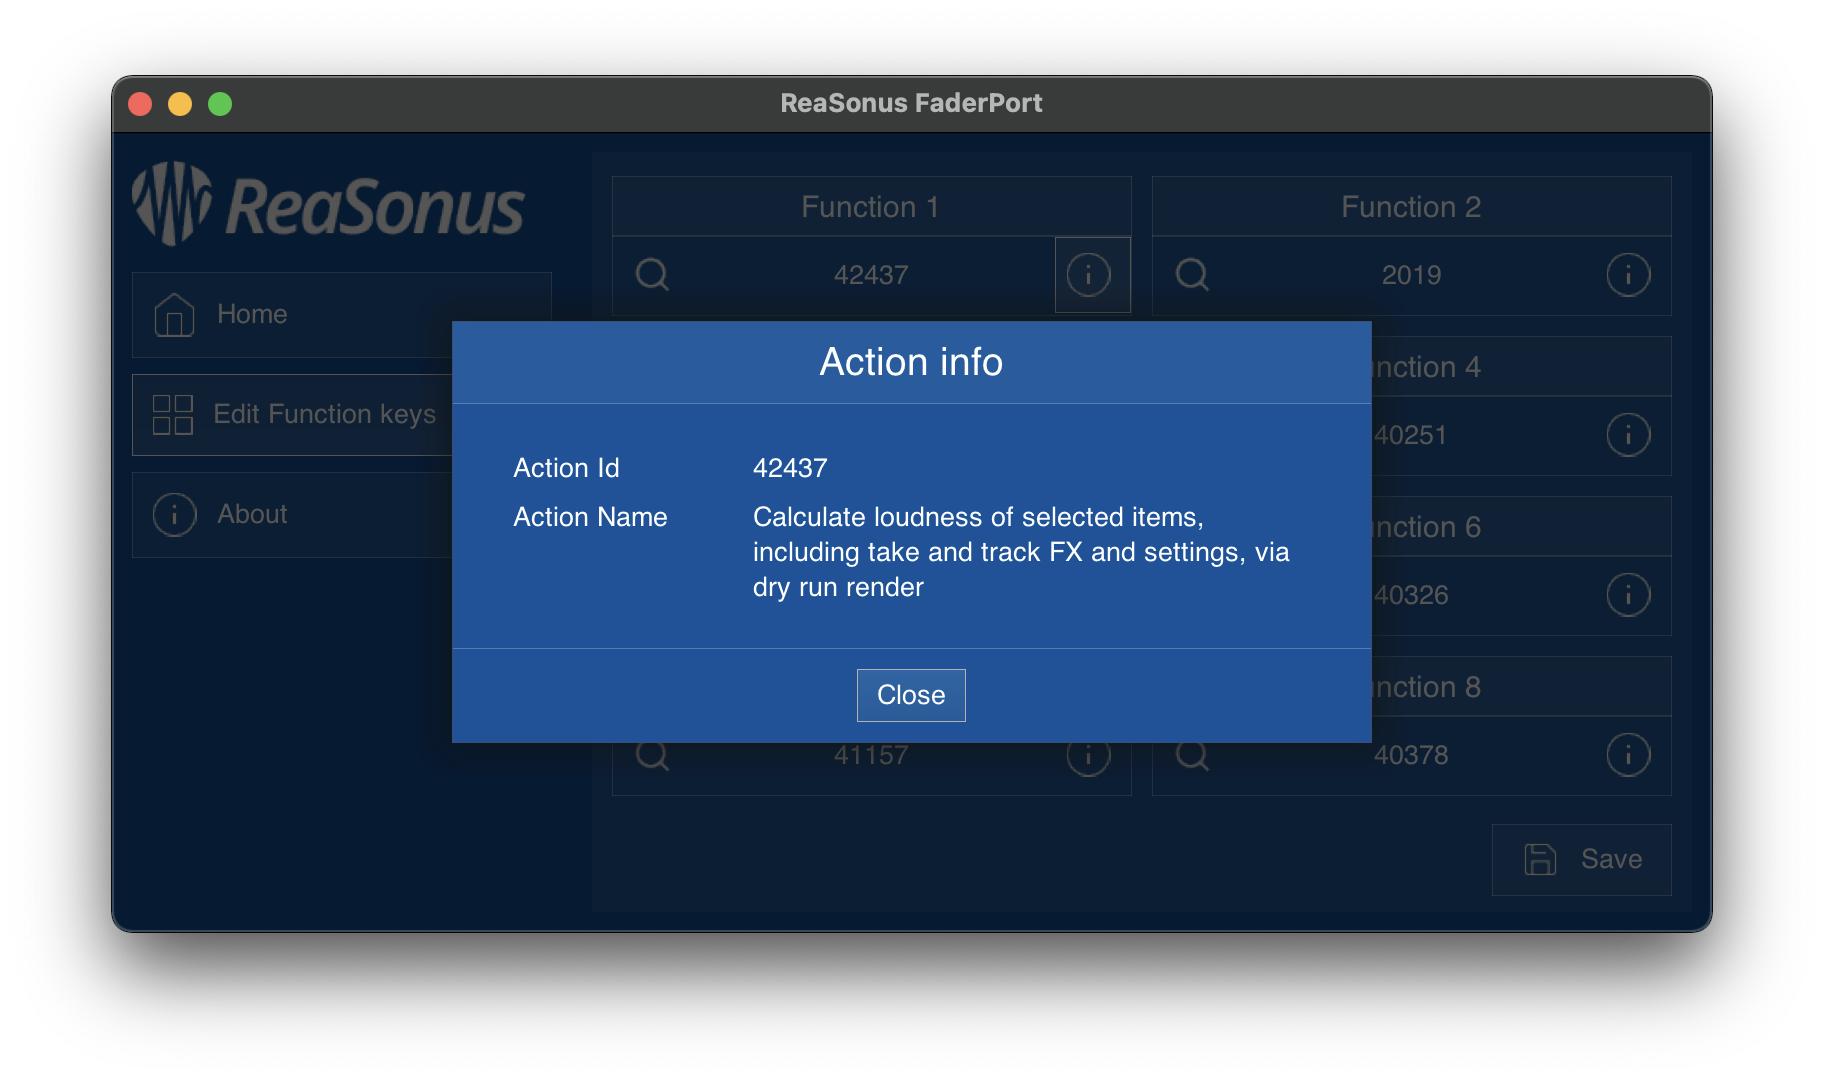 ReaSonus FaderPort
ReaSonus
Home
Edit Function keys
About
Function 1
42437
Function 2
2019
nction 4
40251
nction 6
40326
nction 8
41157
40378
Save
Action info
Action Id 42437
Action Name Calculate loudness of selected items,
including take and track FX and settings, via
dry run render
Close